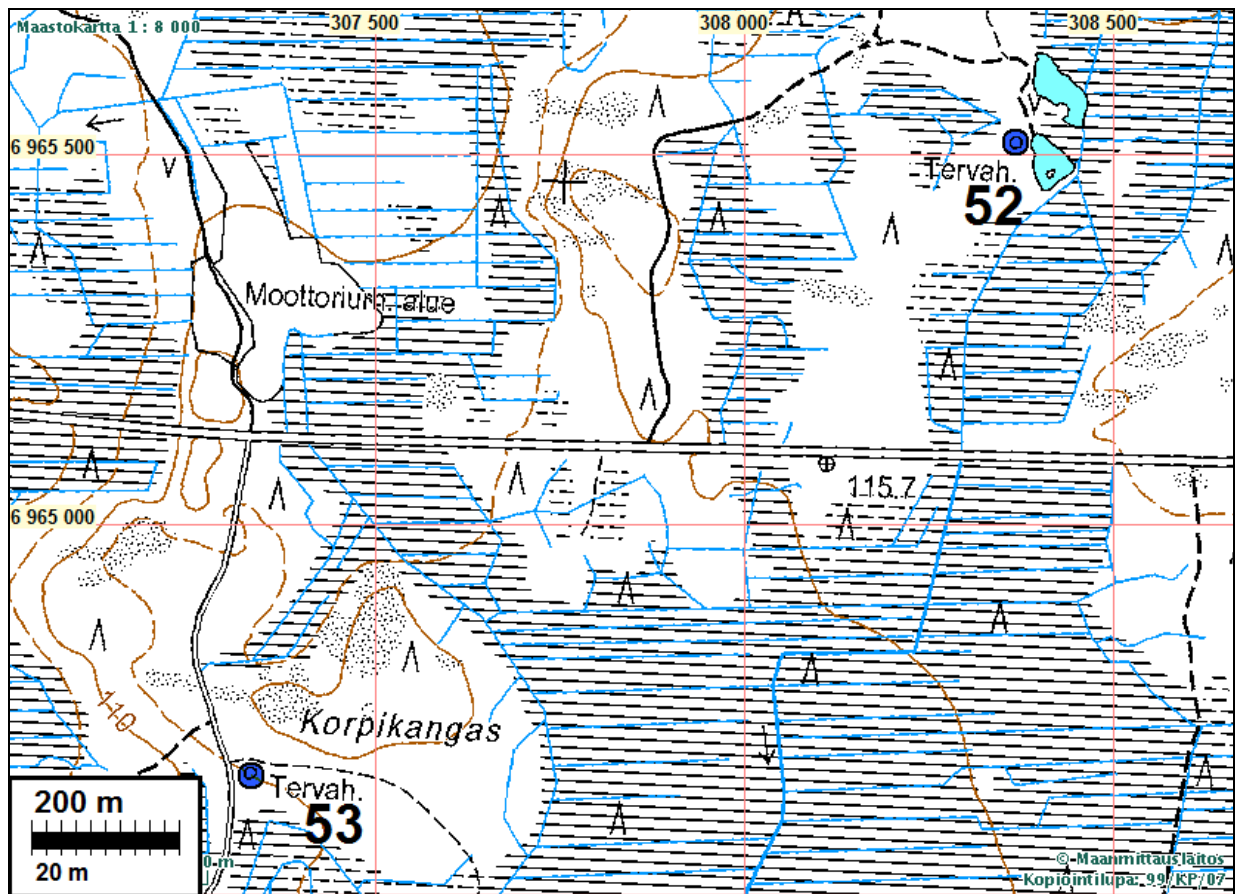 Maastokartta 1 : 8 000
307 500
308 000
308 500
6 965 500
Tervah.
52
Moottoriurh. alue
115.7
6 965 000
110
Korpikangas
Tervah.
53
200 m
20 m
0 m
© Maanmittauslaitos
Kopiointilupa: 99/KP/07